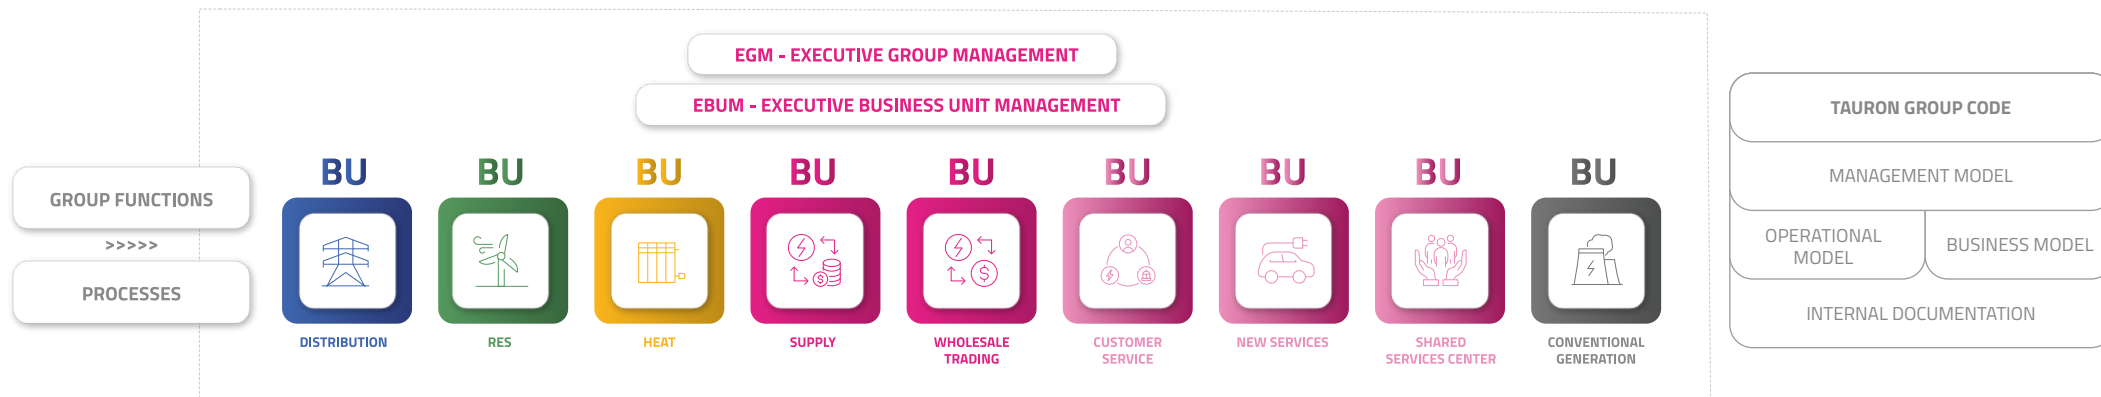 EGM - EXECUTIVE GROUP MANAGEMENT
EBUM - EXECUTIVE BUSINESS UNIT MANAGEMENT
GROUP FUNCTIONS
>>>>>
PROCESSES
BU
DISTRIBUTION
BU
RES
BU
HEAT
BU
SUPPLY
BU
WHOLESALE
TRADING
BU
CUSTOMER
SERVICE
BU
NEW SERVICES
BU
SHARED
SERVICES CENTER
BU
CONVENTIONAL
GENERATION
TAURON GROUP CODE
MANAGEMENT MODEL
OPERATIONAL
MODEL
BUSINESS MODEL
INTERNAL DOCUMENTATION